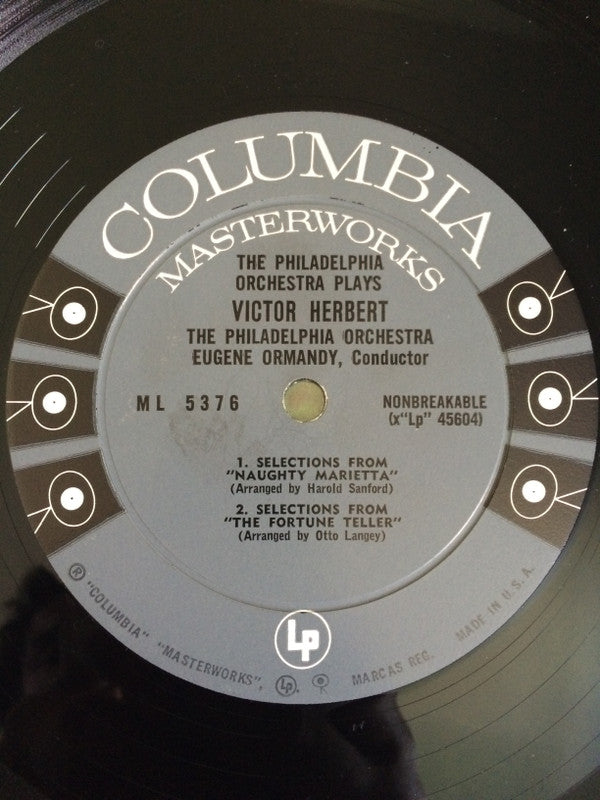 COLUMBIA
MASTERWORKS
THE PHILADELPHIA
ORCHESTRA PLAYS
VICTOR HERBERT
THE PHILADELPHIA ORCHESTRA
EUGENE ORMANDY, Conductor
ML 5376
NONBREAKABLE
(x"Lp" 45604)
1. SELECTIONS FROM
"NAUGHTY MARIETTA"
(Arranged by Harold Sanford)
2. SELECTIONS FROM
"THE FORTUNE TELLER"
(Arranged by Otto Langey)
Lp
® "COLUMBIA" "MASTERWORKS", Lp. MARCAS REG. MADE IN U.S.A.